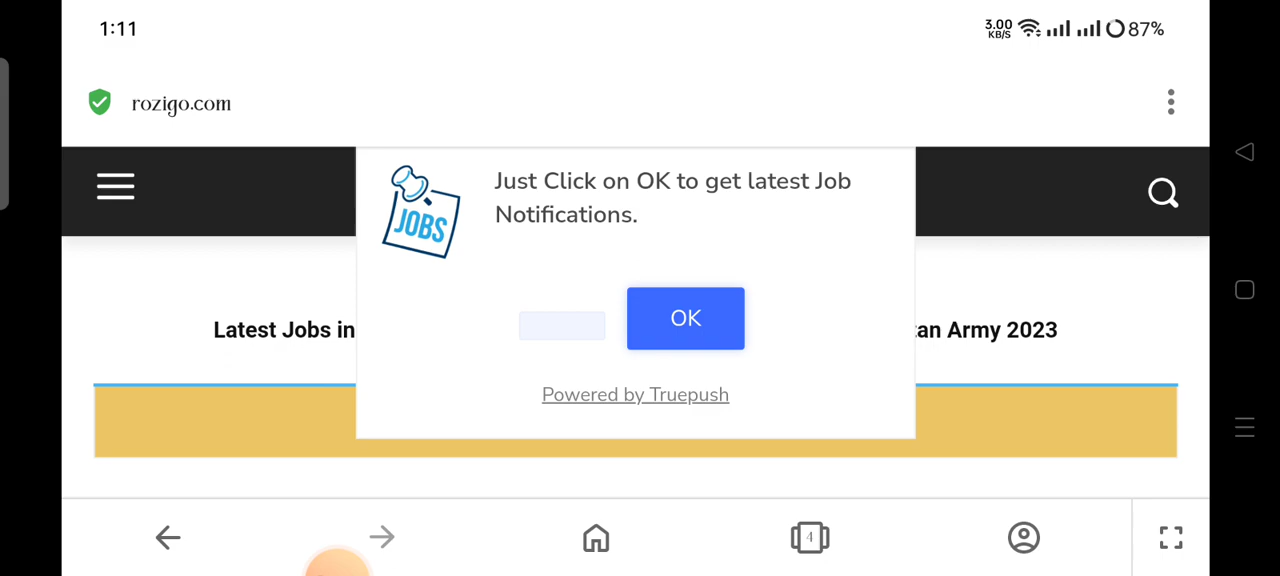 1:11
3.00
KB/S
87%
rozigo.com
Just Click on OK to get latest Job
Notifications.
JOBS
OK
Latest Jobs in
an Army 2023
Powered by Truepush
4